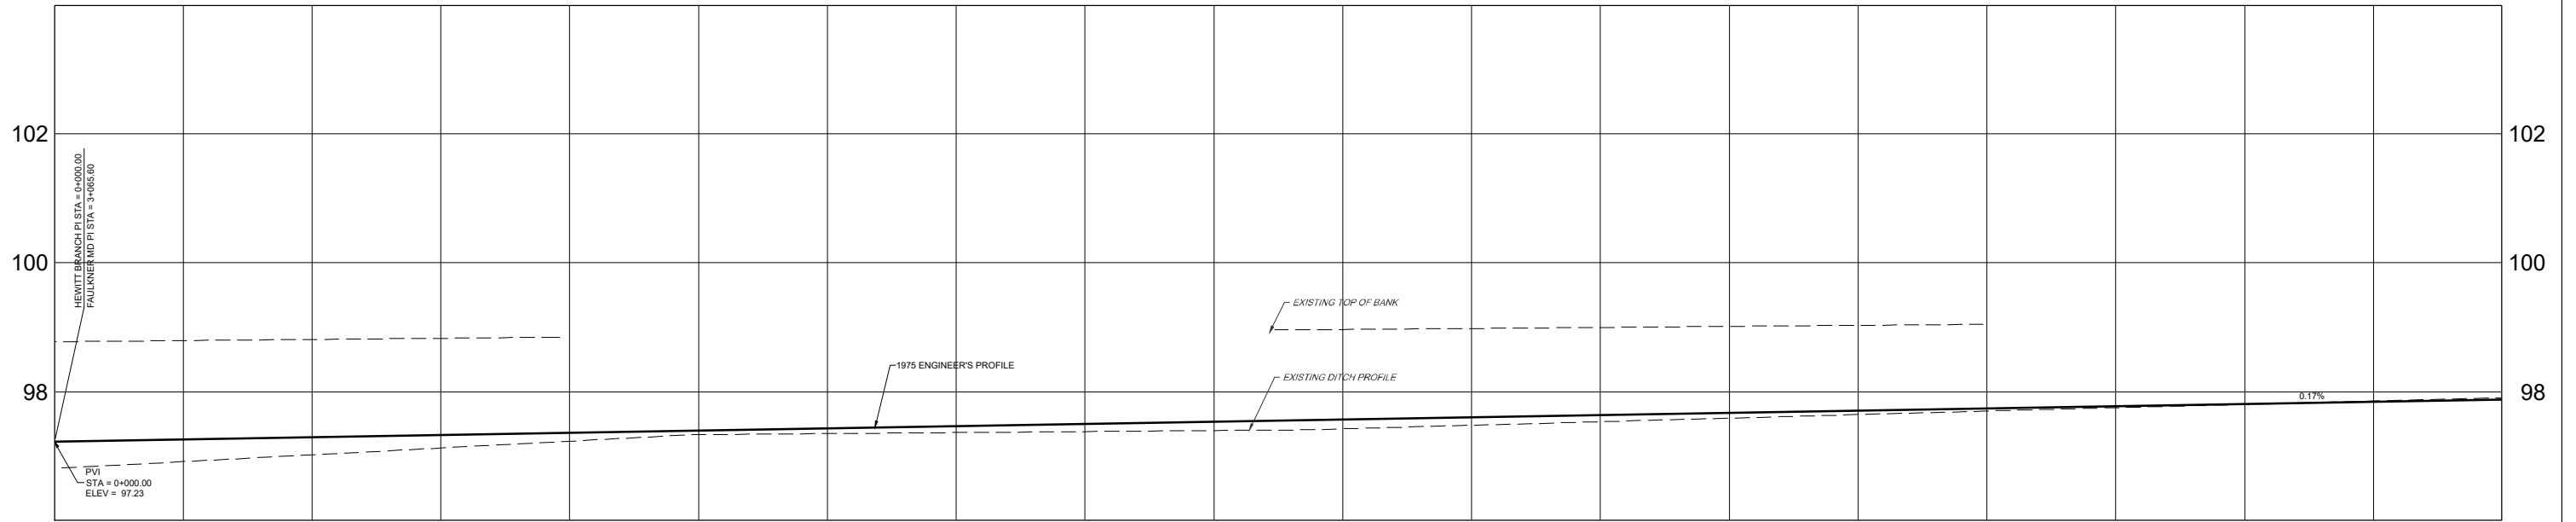 102
102
HEWITT BRANCH PI STA = 0+000.00
FAULKNER MD PI STA = 3+065.60
100
100
EXISTING TOP OF BANK
1975 ENGINEER'S PROFILE
EXISTING DITCH PROFILE
98
98
0.17%
PVI
STA = 0+000.00
ELEV = 97.23